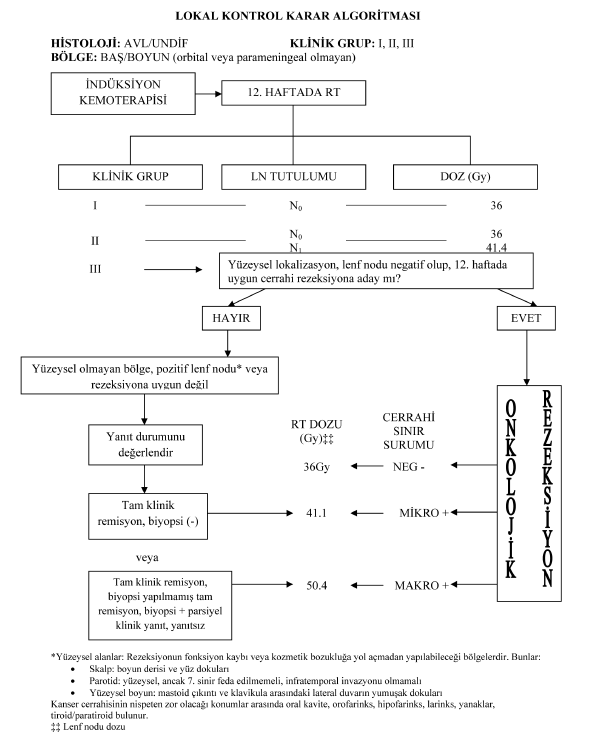 LOKAL KONTROL KARAR ALGORİTMASI
HİSTOLOJİ: AVL/UNDİF KLİNİK GRUP: I, II, III
BÖLGE: BAŞ/BOYUN (orbital veya parameningeal olmayan)
İNDÜKSİYON
KEMOTERAPİSİ
12. HAFTADA RT
KLİNİK GRUP
LN TUTULUMU
DOZ (Gy)
I N₀ 36
II N₀ 36
N₁ 41.4
III
Yüzeysel lokalizasyon, lenf nodu negatif olup, 12. haftada
uygun cerrahi rezeksiyona aday mı?
HAYIR
EVET
Yüzeysel olmayan bölge, pozitif lenf nodu* veya
rezeksiyona uygun değil
Yanıt durumunu
değerlendir
RT DOZU
(Gy)‡‡
CERRAHİ
SINIR
SURUMU
36Gy NEG -
Tam klinik
remisyon, biyopsi (-)
41.1 MİKRO +
veya
Tam klinik remisyon,
biyopsi yapılmamış tam
remisyon, biyopsi + parsiyel
klinik yanıt, yanıtsız
50.4 MAKRO +
ONKOLOJİK
REZEKSİYON
*Yüzeysel alanlar: Rezeksiyonun fonksiyon kaybı veya kozmetik bozukluğa yol açmadan yapılabileceği bölgelerdir. Bunlar:
• Skalp: boyun derisi ve yüz dokuları
• Parotid: yüzeysel, ancak 7. sinir feda edilmemeli, infratemporal invazyonu olmamalı
• Yüzeysel boyun: mastoid çıkıntı ve klavikula arasındaki lateral duvarın yumuşak dokuları
Kanser cerrahisinin nispeten zor olacağı konumlar arasında oral kavite, orofarinks, hipofarinks, larinks, yanaklar,
tiroid/paratiroid bulunur.
‡‡ Lenf nodu dozu